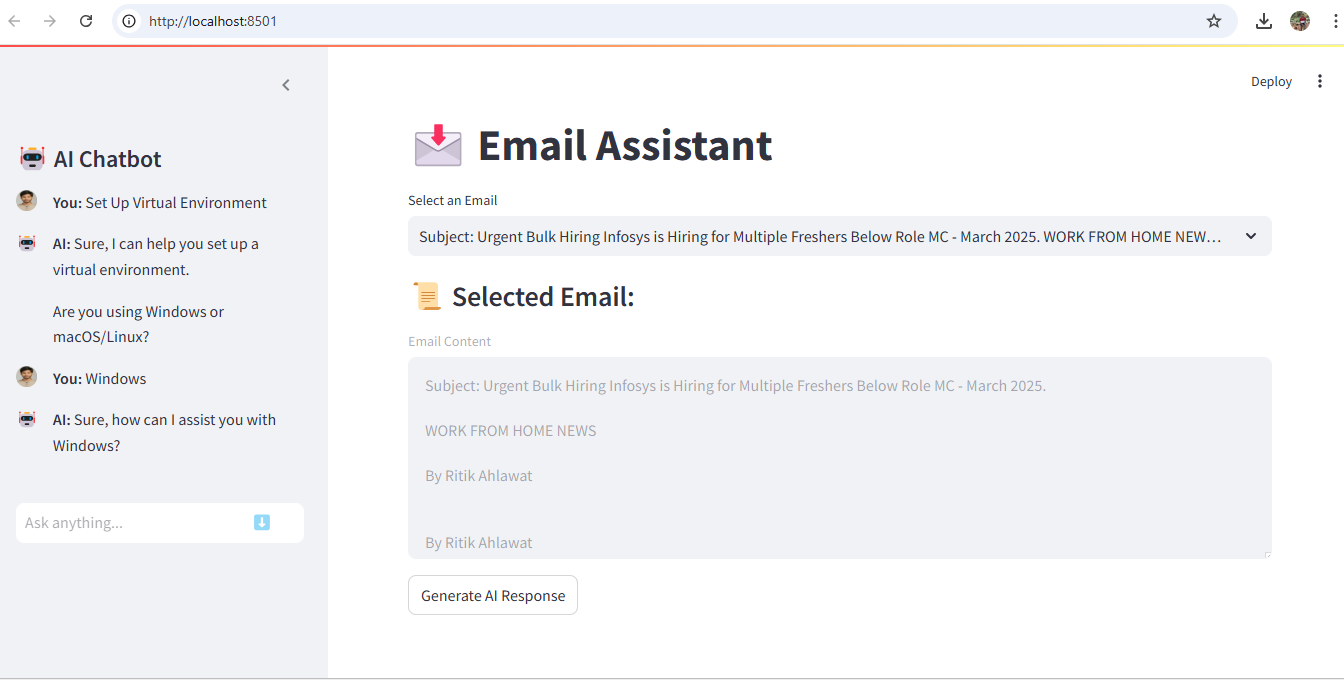 http://localhost:8501
Deploy
AI Chatbot
You: Set Up Virtual Environment
AI: Sure, I can help you set up a
virtual environment.
Are you using Windows or
macOS/Linux?
You: Windows
AI: Sure, how can I assist you with
Windows?
Ask anything...
Email Assistant
Select an Email
Subject: Urgent Bulk Hiring Infosys is Hiring for Multiple Freshers Below Role MC - March 2025. WORK FROM HOME NEW…
Selected Email:
Email Content
Subject: Urgent Bulk Hiring Infosys is Hiring for Multiple Freshers Below Role MC - March 2025.
WORK FROM HOME NEWS
By Ritik Ahlawat
By Ritik Ahlawat
Generate AI Response